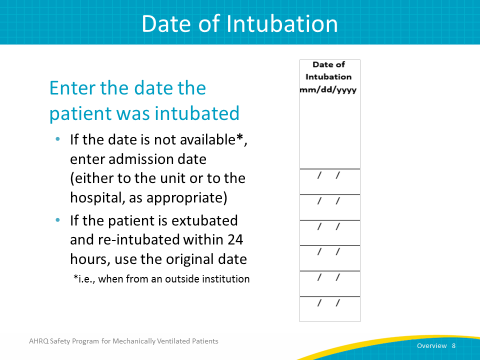 Date of Intubation
Enter the date the
patient was intubated
• If the date is not available*,
enter admission date
(either to the unit or to the
hospital, as appropriate)
• If the patient is extubated
and re-intubated within 24
hours, use the original date
*i.e., when from an outside institution
Date of
Intubation
mm/dd/yyyy
/ /
/ /
/ /
/ /
/ /
/ /
AHRQ Safety Program for Mechanically Ventilated Patients
Overview 8